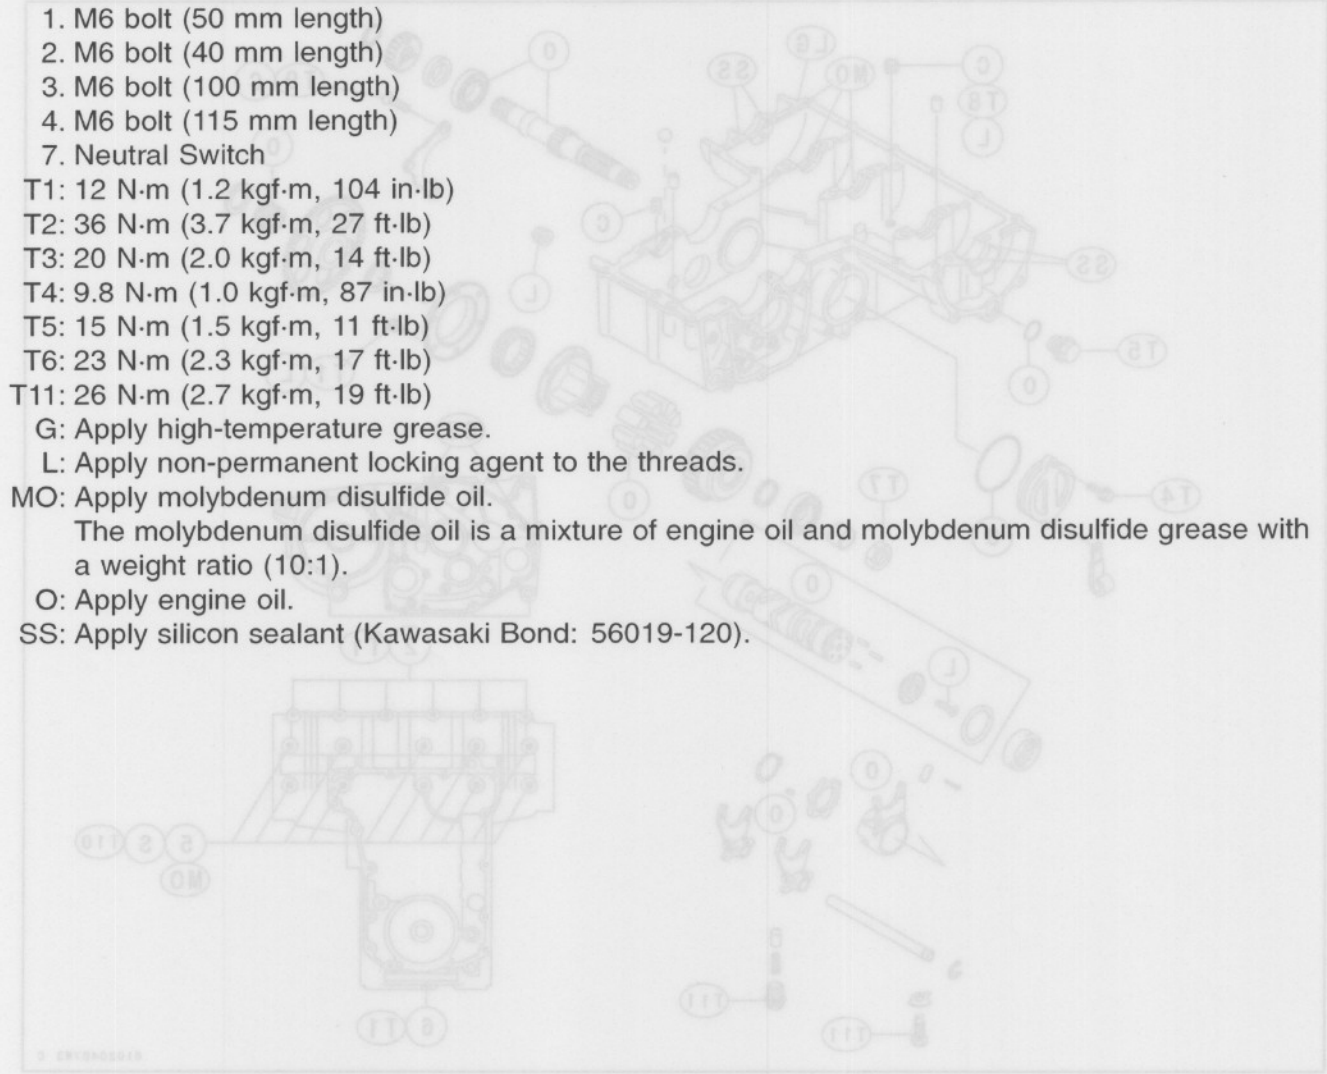 1. M6 bolt (50 mm length)
2. M6 bolt (40 mm length)
3. M6 bolt (100 mm length)
4. M6 bolt (115 mm length)
7. Neutral Switch
T1: 12 N·m (1.2 kgf·m, 104 in·lb)
T2: 36 N·m (3.7 kgf·m, 27 ft·lb)
T3: 20 N·m (2.0 kgf·m, 14 ft·lb)
T4: 9.8 N·m (1.0 kgf·m, 87 in·lb)
T5: 15 N·m (1.5 kgf·m, 11 ft·lb)
T6: 23 N·m (2.3 kgf·m, 17 ft·lb)
T11: 26 N·m (2.7 kgf·m, 19 ft·lb)
G: Apply high-temperature grease.
L: Apply non-permanent locking agent to the threads.
MO: Apply molybdenum disulfide oil.
The molybdenum disulfide oil is a mixture of engine oil and molybdenum disulfide grease with
a weight ratio (10:1).
O: Apply engine oil.
SS: Apply silicon sealant (Kawasaki Bond: 56019-120).